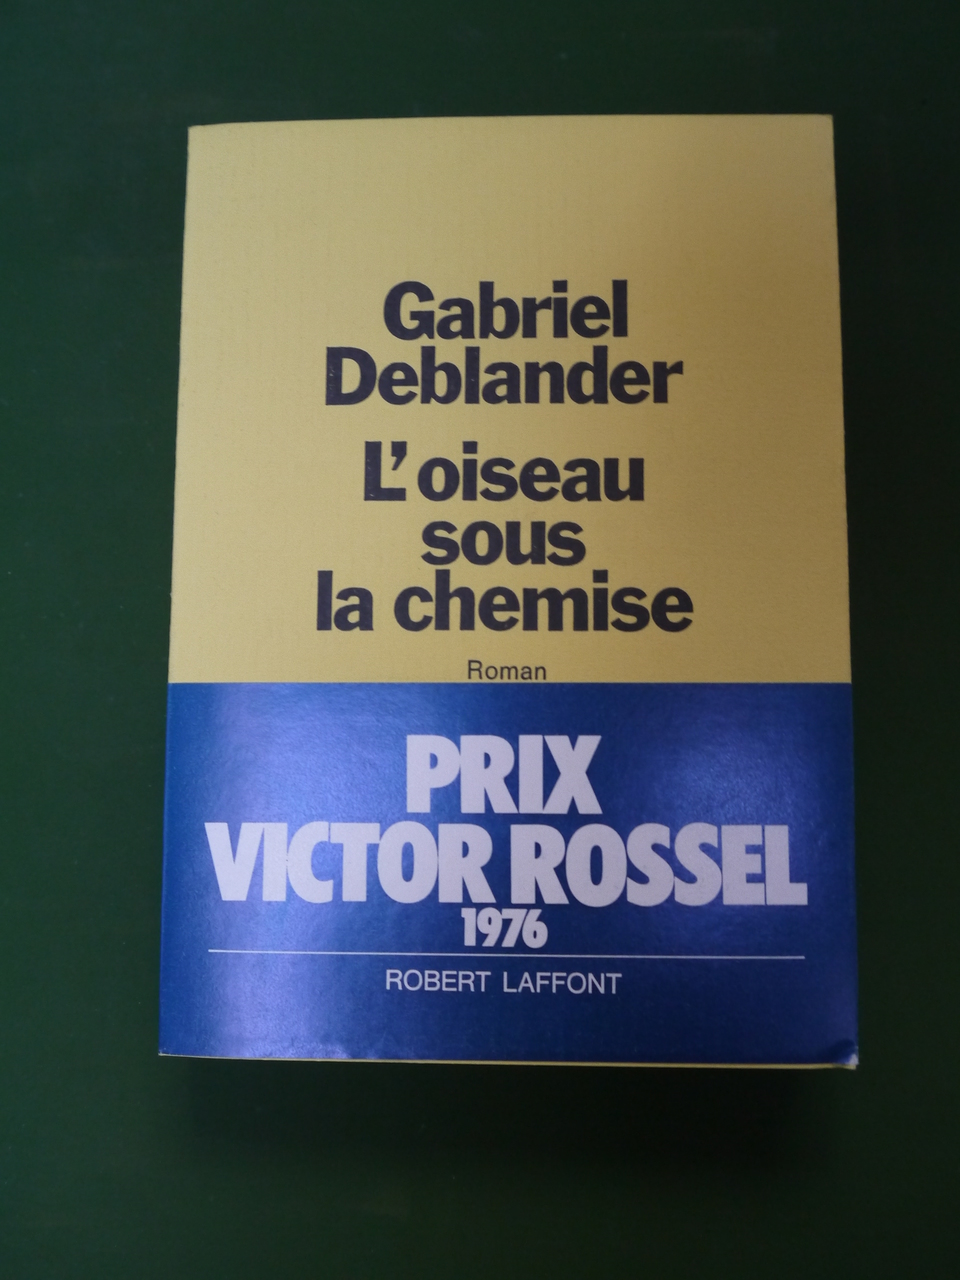 Gabriel
Deblander
L'oiseau
sous
la chemise
Roman
PRIX
VICTOR ROSSEL
1976
ROBERT LAFFONT